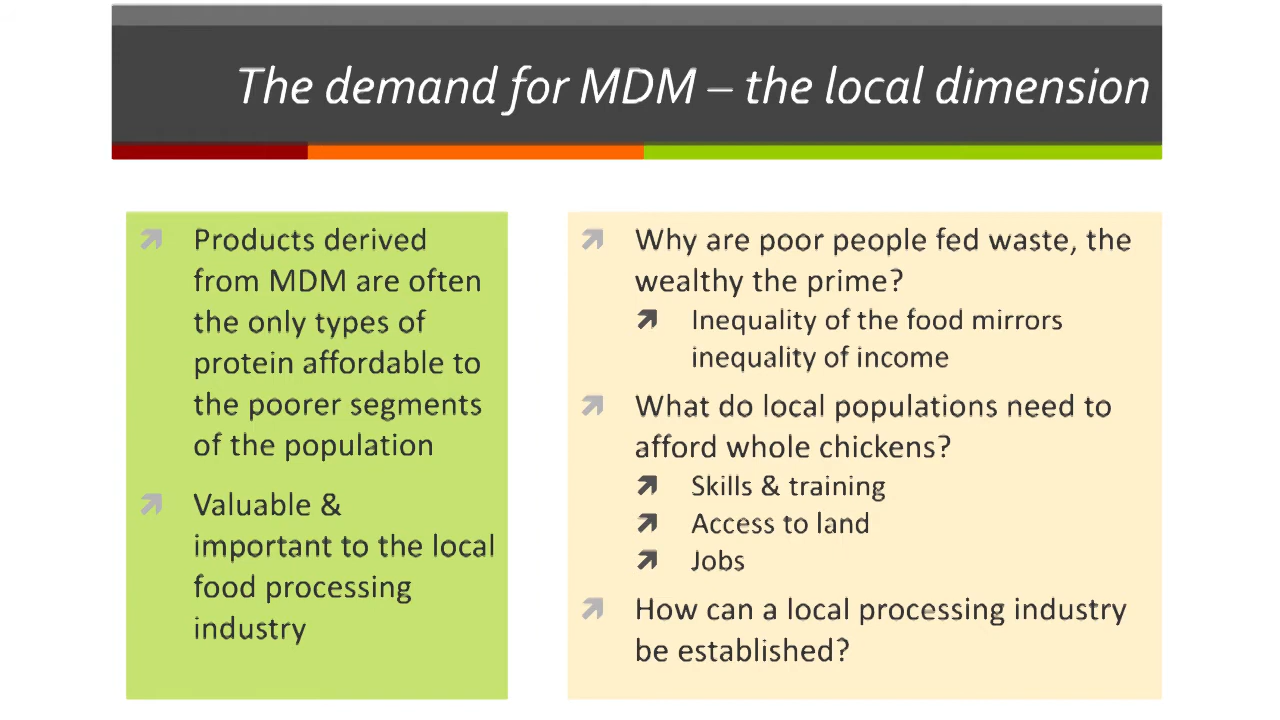 The demand for MDM – the local dimension
Products derived
from MDM are often
the only types of
protein affordable to
the poorer segments
of the population
Valuable &
important to the local
food processing
industry
Why are poor people fed waste, the
wealthy the prime?
Inequality of the food mirrors
inequality of income
What do local populations need to
afford whole chickens?
Skills & training
Access to land
Jobs
How can a local processing industry
be established?